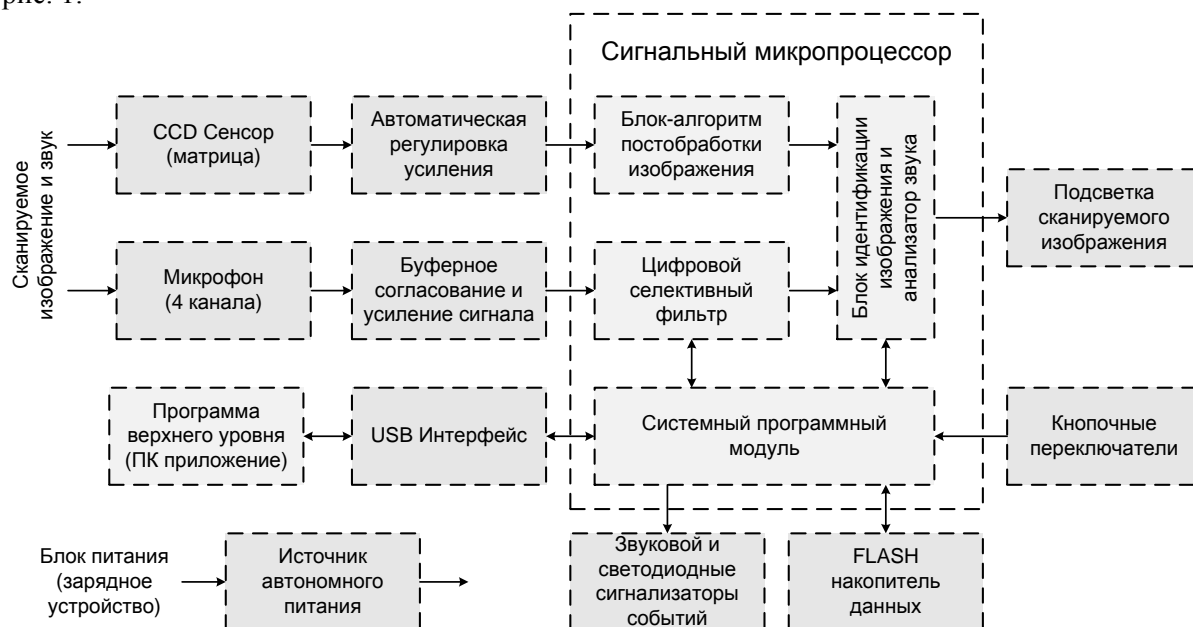 рис. 1.
Сигнальный микропроцессор
Сканируемое
изображение и звук
CCD Сенсор
(матрица)
Автоматическая
регулировка
усиления
Блок-алгоритм
постобработки
изображения
Блок идентификации
изображения и
анализатор звука
Подсветка
сканируемого
изображения
Микрофон
(4 канала)
Буферное
согласование и
усиление сигнала
Цифровой
селективный
фильтр
Программа
верхнего уровня
(ПК приложение)
USB Интерфейс
Системный программный
модуль
Кнопочные
переключатели
Блок питания
(зарядное
устройство)
Источник
автономного
питания
Звуковой и
светодиодные
сигнализаторы
событий
FLASH
накопитель
данных